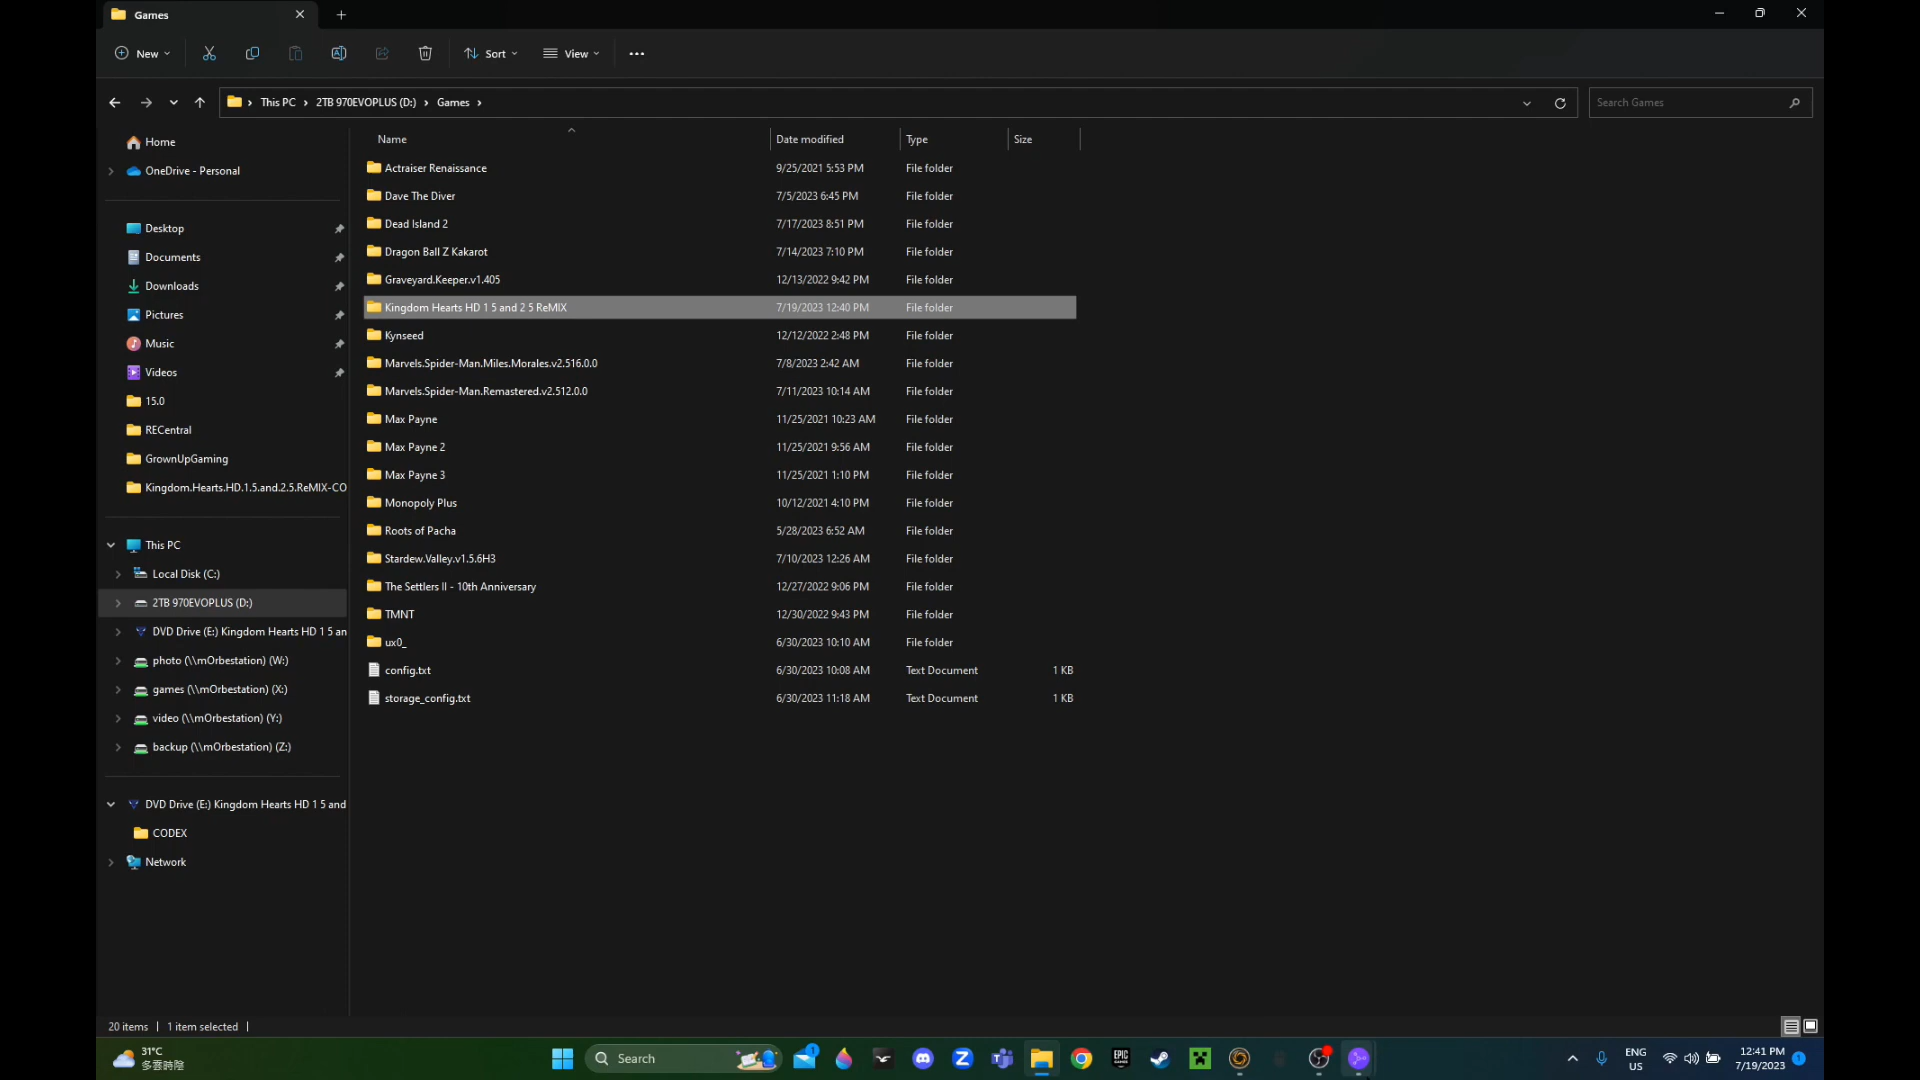 Games
New
Sort
View
This PC
2TB 970EVOPLUS (D:)
Games
Search Games
Name
Date modified
Type
Size
Home
OneDrive - Personal
Desktop
Documents
Downloads
Pictures
Music
Videos
15.0
RECentral
GrownUpGaming
Kingdom.Hearts.HD.1.5.and.2.5.ReMIX-CO
This PC
Local Disk (C:)
2TB 970EVOPLUS (D:)
DVD Drive (E:) Kingdom Hearts HD 1 5 an
photo (\\mOrbestation) (W:)
games (\\mOrbestation) (X:)
video (\\mOrbestation) (Y:)
backup (\\mOrbestation) (Z:)
DVD Drive (E:) Kingdom Hearts HD 1 5 and
CODEX
Network
Actraiser Renaissance 9/25/2021 5:53 PM File folder
Dave The Diver 7/5/2023 6:45 PM File folder
Dead Island 2 7/17/2023 8:51 PM File folder
Dragon Ball Z Kakarot 7/14/2023 7:10 PM File folder
Graveyard.Keeper.v1.405 12/13/2022 9:42 PM File folder
Kingdom Hearts HD 1 5 and 2 5 ReMIX 7/19/2023 12:40 PM File folder
Kynseed 12/12/2022 2:48 PM File folder
Marvels.Spider-Man.Miles.Morales.v2.516.0.0 7/8/2023 2:42 AM File folder
Marvels.Spider-Man.Remastered.v2.512.0.0 7/11/2023 10:14 AM File folder
Max Payne 11/25/2021 10:23 AM File folder
Max Payne 2 11/25/2021 9:56 AM File folder
Max Payne 3 11/25/2021 1:10 PM File folder
Monopoly Plus 10/12/2021 4:10 PM File folder
Roots of Pacha 5/28/2023 6:52 AM File folder
Stardew.Valley.v1.5.6H3 7/10/2023 12:26 AM File folder
The Settlers II - 10th Anniversary 12/27/2022 9:06 PM File folder
TMNT 12/30/2022 9:43 PM File folder
ux0_ 6/30/2023 10:10 AM File folder
config.txt 6/30/2023 10:08 AM Text Document 1 KB
storage_config.txt 6/30/2023 11:18 AM Text Document 1 KB
20 items 1 item selected
31°C
多雲時陰
Search
EPIC GAMES
ENG
US
12:41 PM
7/19/2023
1